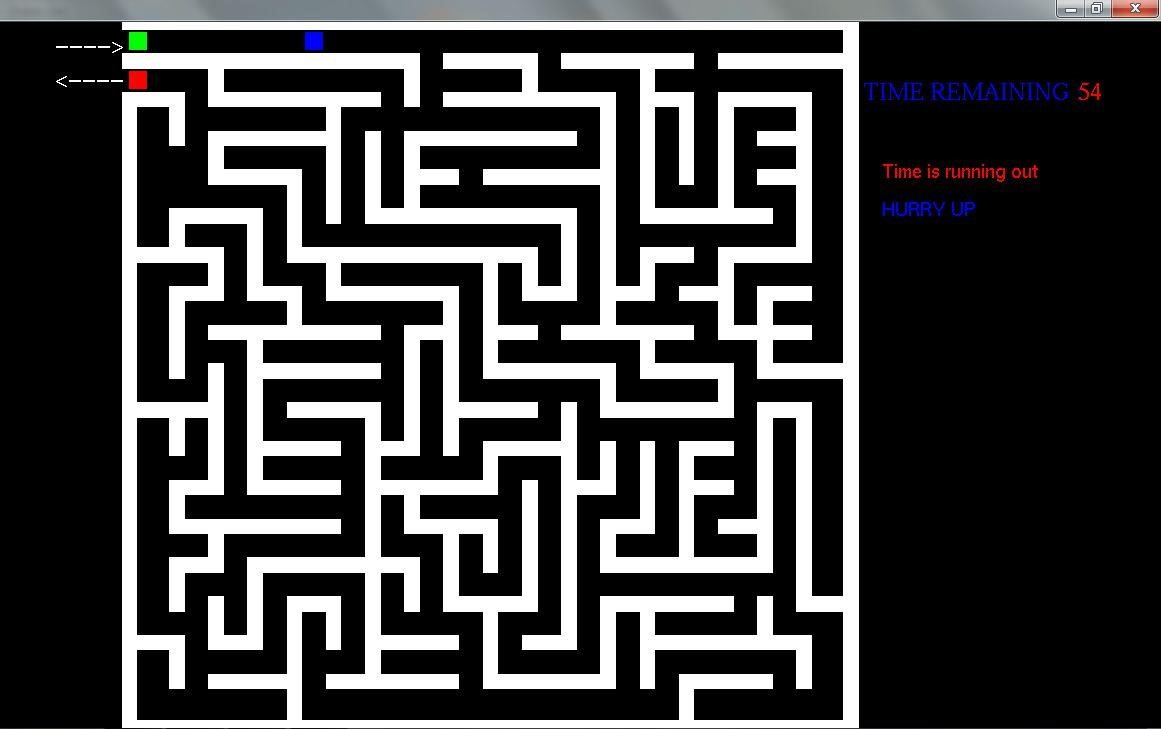 TIME REMAINING 54
Time is running out
HURRY UP